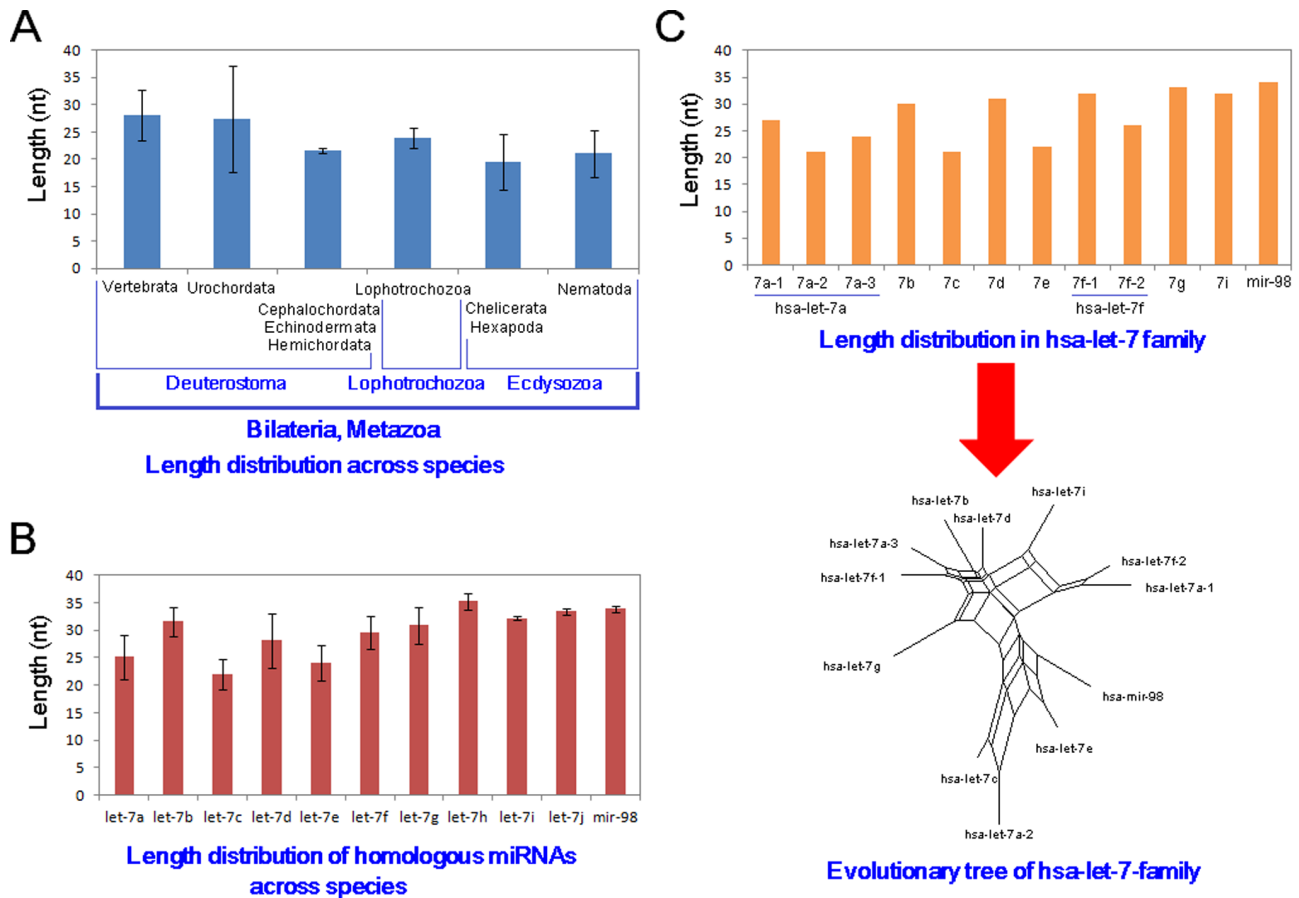 A
40
35
30
25
20
15
10
5
0
Length (nt)
Vertebrata
Urochordata
Cephalochordata
Echinodermata
Hemichordata
Lophotrochozoa
Chelicerata
Hexapoda
Nematoda
Deuterostoma
Lophotrochozoa
Ecdysozoa
Bilateria, Metazoa
Length distribution across species
B
40
35
30
25
20
15
10
5
0
Length (nt)
let-7a let-7b let-7c let-7d let-7e let-7f let-7g let-7h let-7i let-7j mir-98
Length distribution of homologous miRNAs
across species
C
40
35
30
25
20
15
10
5
0
Length (nt)
7a-1 7a-2 7a-3 7b 7c 7d 7e 7f-1 7f-2 7g 7i mir-98
hsa-let-7a
hsa-let-7f
Length distribution in hsa-let-7 family
hsa-let-7i
hsa-let-7b
hsa-let-7d
hsa-let-7a-3
hsa-let-7f-2
hsa-let-7f-1
hsa-let-7a-1
hsa-let-7g
hsa-mir-98
hsa-let-7e
hsa-let-7c
hsa-let-7a-2
Evolutionary tree of hsa-let-7-family